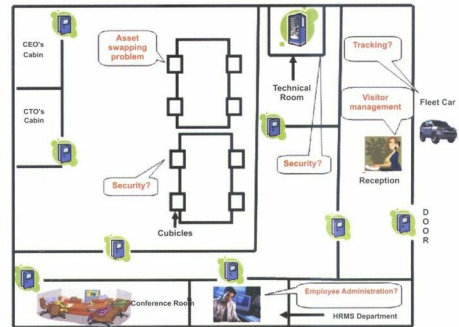 CEO's
Cabin
Asset
swapping
problem
Tracking?
Technical
Room
Visitor
management
Fleet Car
CTO's
Cabin
Security?
Security?
Reception
Cubicles
D
O
O
R
Conference Room
Employee Administration?
HRMS Department